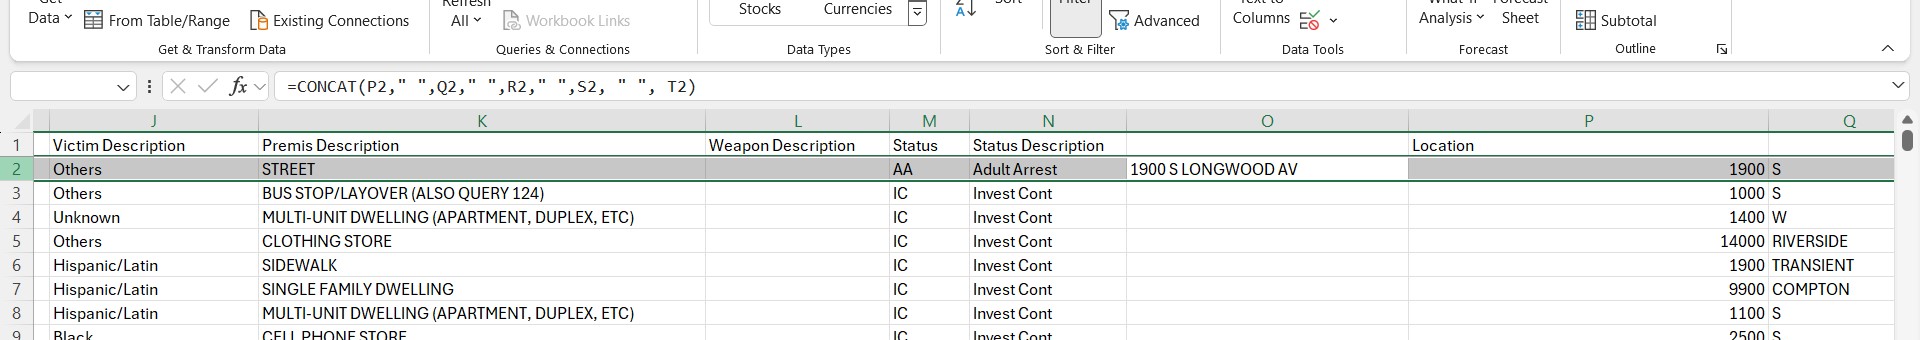 Data From Table/Range Existing Connections All Workbook Links Stocks Currencies Advanced Columns Analysis Sheet Subtotal
Get & Transform Data Queries & Connections Data Types Sort & Filter Data Tools Forecast Outline
fx =CONCAT(P2," ",Q2," ",R2," ",S2, " ", T2)
J K L M N O P Q
1 Victim Description Premis Description Weapon Description Status Status Description Location
2 Others STREET AA Adult Arrest 1900 S LONGWOOD AV 1900 S
3 Others BUS STOP/LAYOVER (ALSO QUERY 124) IC Invest Cont 1000 S
4 Unknown MULTI-UNIT DWELLING (APARTMENT, DUPLEX, ETC) IC Invest Cont 1400 W
5 Others CLOTHING STORE IC Invest Cont 14000 RIVERSIDE
6 Hispanic/Latin SIDEWALK IC Invest Cont 1900 TRANSIENT
7 Hispanic/Latin SINGLE FAMILY DWELLING IC Invest Cont 9900 COMPTON
8 Hispanic/Latin MULTI-UNIT DWELLING (APARTMENT, DUPLEX, ETC) IC Invest Cont 1100 S
9 Black CELL PHONE STORE IC Invest Cont 2500 S